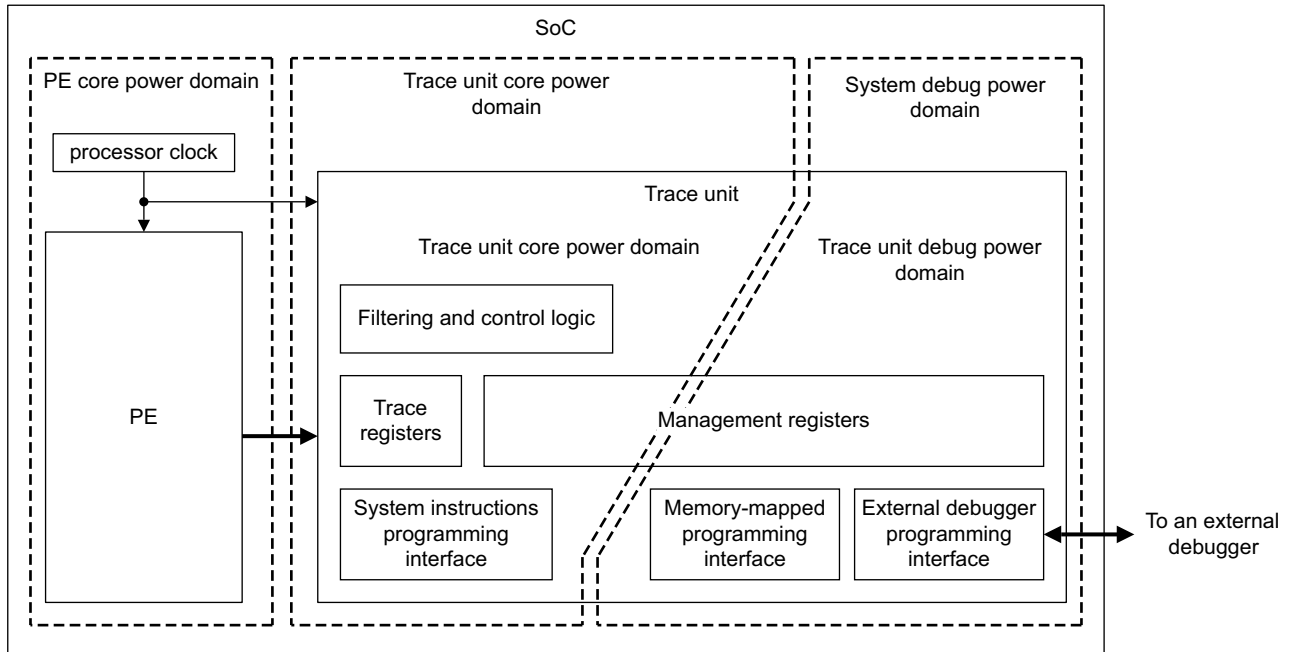 SoC
PE core power domain
Trace unit core power
domain
System debug power
domain
processor clock
Trace unit
Trace unit core power domain
Trace unit debug power
domain
Filtering and control logic
PE
Trace
registers
Management registers
System instructions
programming
interface
Memory-mapped
programming
interface
External debugger
programming
interface
To an external
debugger